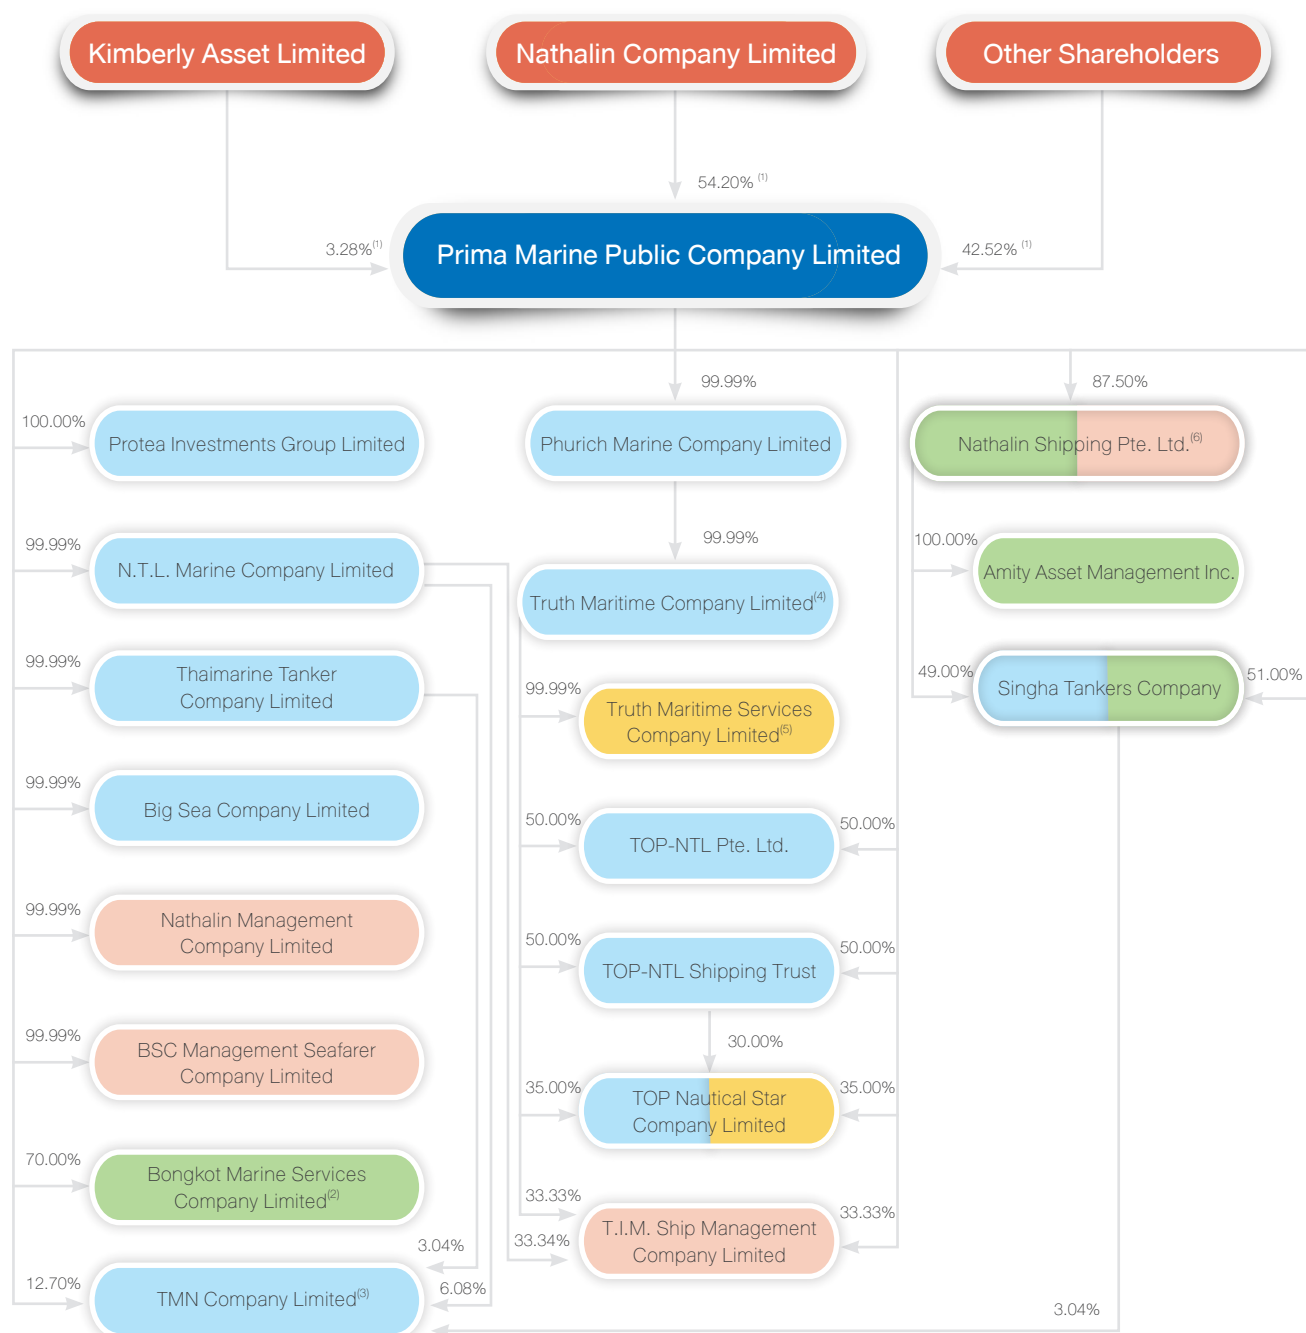 Kimberly Asset Limited
Nathalin Company Limited
Other Shareholders
54.20% (1)
3.28%(1)
Prima Marine Public Company Limited
42.52% (1)
99.99%
87.50%
100.00%
Protea Investments Group Limited
Phurich Marine Company Limited
Nathalin Shipping Pte. Ltd.(6)
99.99%
N.T.L. Marine Company Limited
99.99%
100.00%
Amity Asset Management Inc.
Truth Maritime Company Limited(4)
99.99%
Thaimarine Tanker
Company Limited
99.99%
Truth Maritime Services
Company Limited(5)
49.00%
Singha Tankers Company
51.00%
99.99%
Big Sea Company Limited
50.00%
TOP-NTL Pte. Ltd.
50.00%
99.99%
Nathalin Management
Company Limited
50.00%
TOP-NTL Shipping Trust
50.00%
99.99%
BSC Management Seafarer
Company Limited
30.00%
35.00%
TOP Nautical Star
Company Limited
35.00%
70.00%
Bongkot Marine Services
Company Limited(2)
33.33%
T.I.M. Ship Management
Company Limited
33.33%
33.34%
3.04%
12.70%
TMN Company Limited(3)
6.08%
3.04%